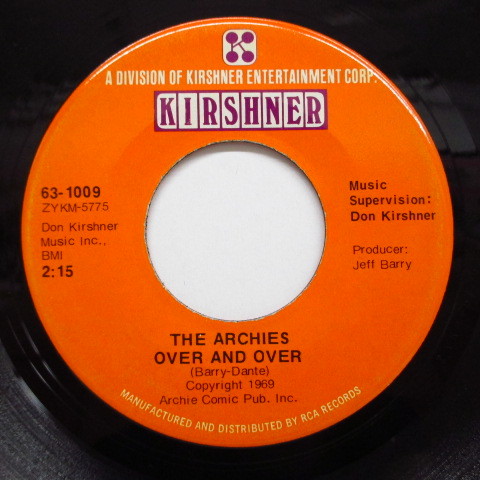 K
A DIVISION OF KIRSHNER ENTERTAINMENT CORP.
KIRSHNER
63-1009
ZYKM-5775
Don Kirshner
Music Inc.,
BMI
2:15
Music
Supervision:
Don Kirshner
Producer:
Jeff Barry
THE ARCHIES
OVER AND OVER
(Barry-Dante)
Copyright 1969
Archie Comic Pub. Inc.
MANUFACTURED AND DISTRIBUTED BY RCA RECORDS